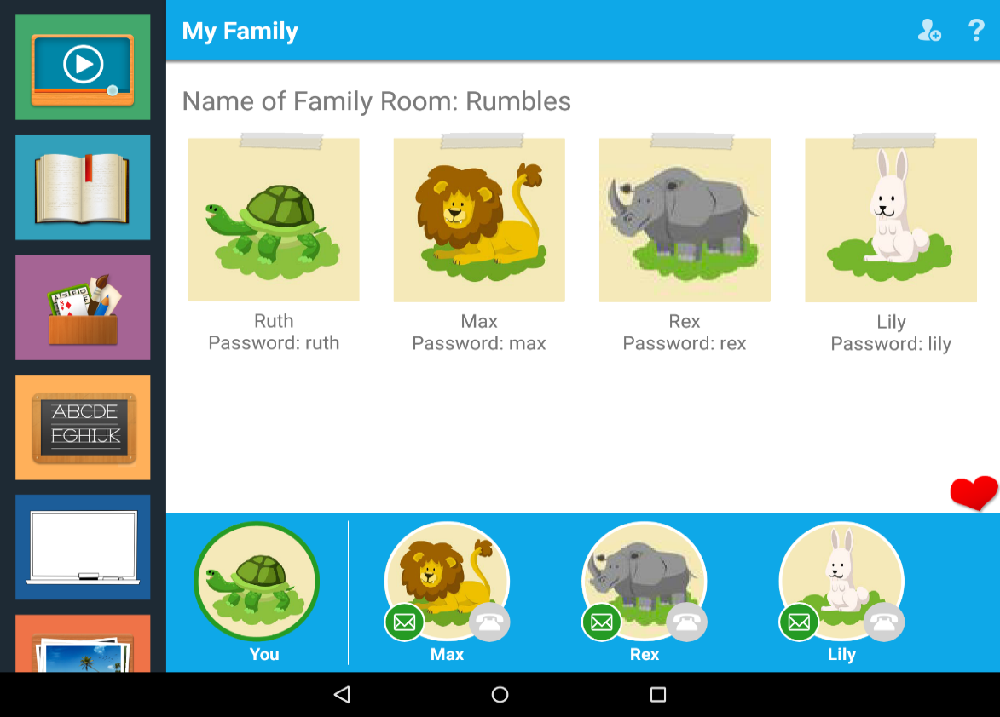 My Family
?
Name of Family Room: Rumbles
Ruth
Password: ruth
Max
Password: max
Rex
Password: rex
Lily
Password: lily
ABCDE
FGHIJK
You
Max
Rex
Lily